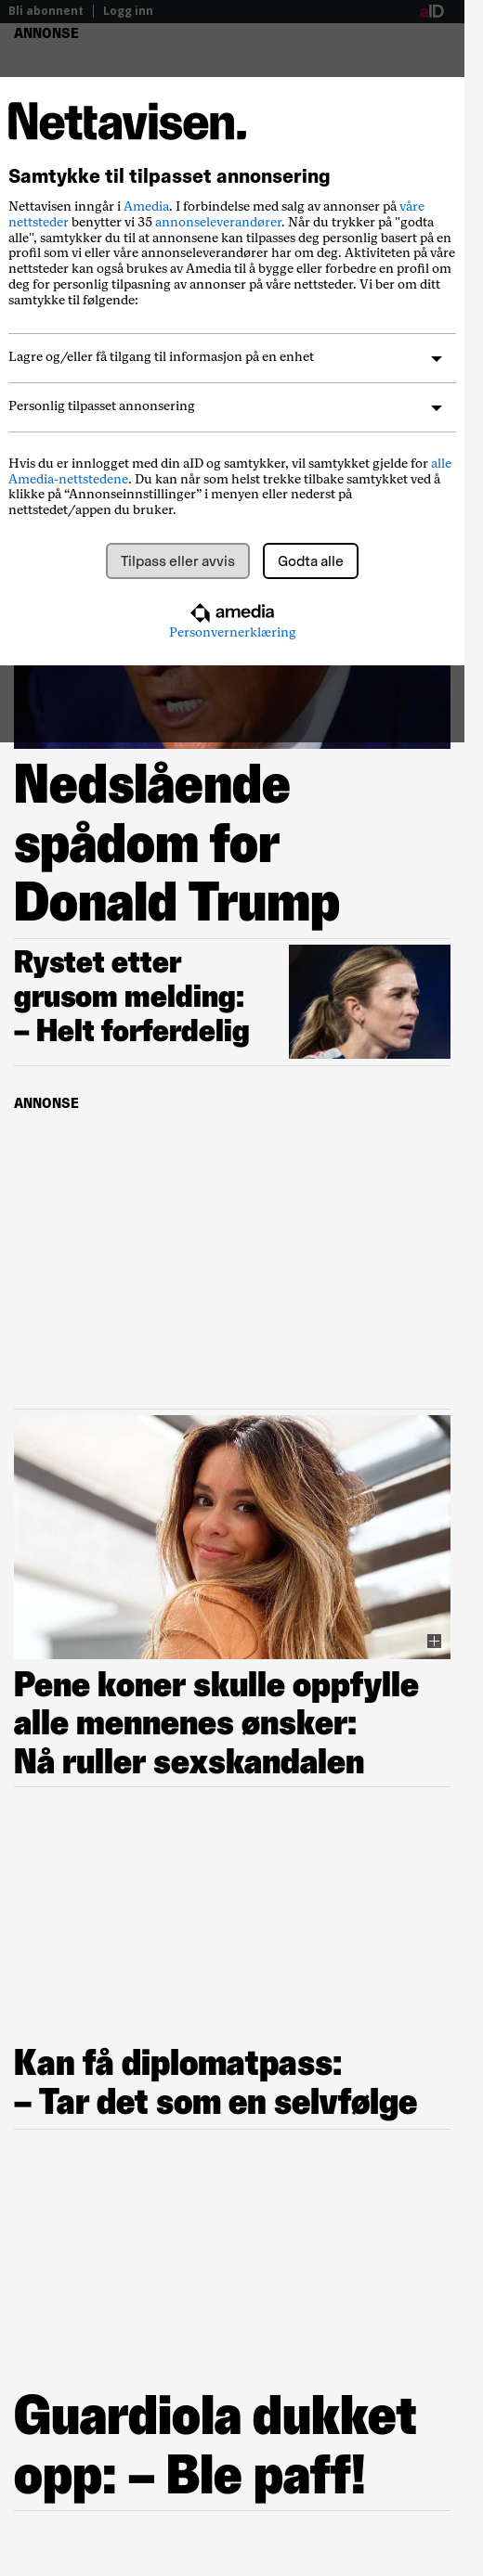 Bli abonnent | Logg inn
aID
ANNONSE
Nettavisen.
Samtykke til tilpasset annonsering
Nettavisen inngår i Amedia. I forbindelse med salg av annonser på våre
nettsteder benytter vi 35 annonseleverandører. Når du trykker på "godta
alle", samtykker du til at annonsene kan tilpasses deg personlig basert på en
profil som vi eller våre annonseleverandører har om deg. Aktiviteten på våre
nettsteder kan også brukes av Amedia til å bygge eller forbedre en profil om
deg for personlig tilpasning av annonser på våre nettsteder. Vi ber om ditt
samtykke til følgende:
Lagre og/eller få tilgang til informasjon på en enhet
Personlig tilpasset annonsering
Hvis du er innlogget med din aID og samtykker, vil samtykket gjelde for alle
Amedia-nettstedene. Du kan når som helst trekke tilbake samtykket ved å
klikke på “Annonseinnstillinger” i menyen eller nederst på
nettstedet/appen du bruker.
Tilpass eller avvis
Godta alle
amedia
Personvernerklæring
Nedslående
spådom for
Donald Trump
Rystet etter
grusom melding:
– Helt forferdelig
ANNONSE
Pene koner skulle oppfylle
alle mennenes ønsker:
Nå ruller sexskandalen
Kan få diplomatpass:
– Tar det som en selvfølge
Guardiola dukket
opp: – Ble paff!